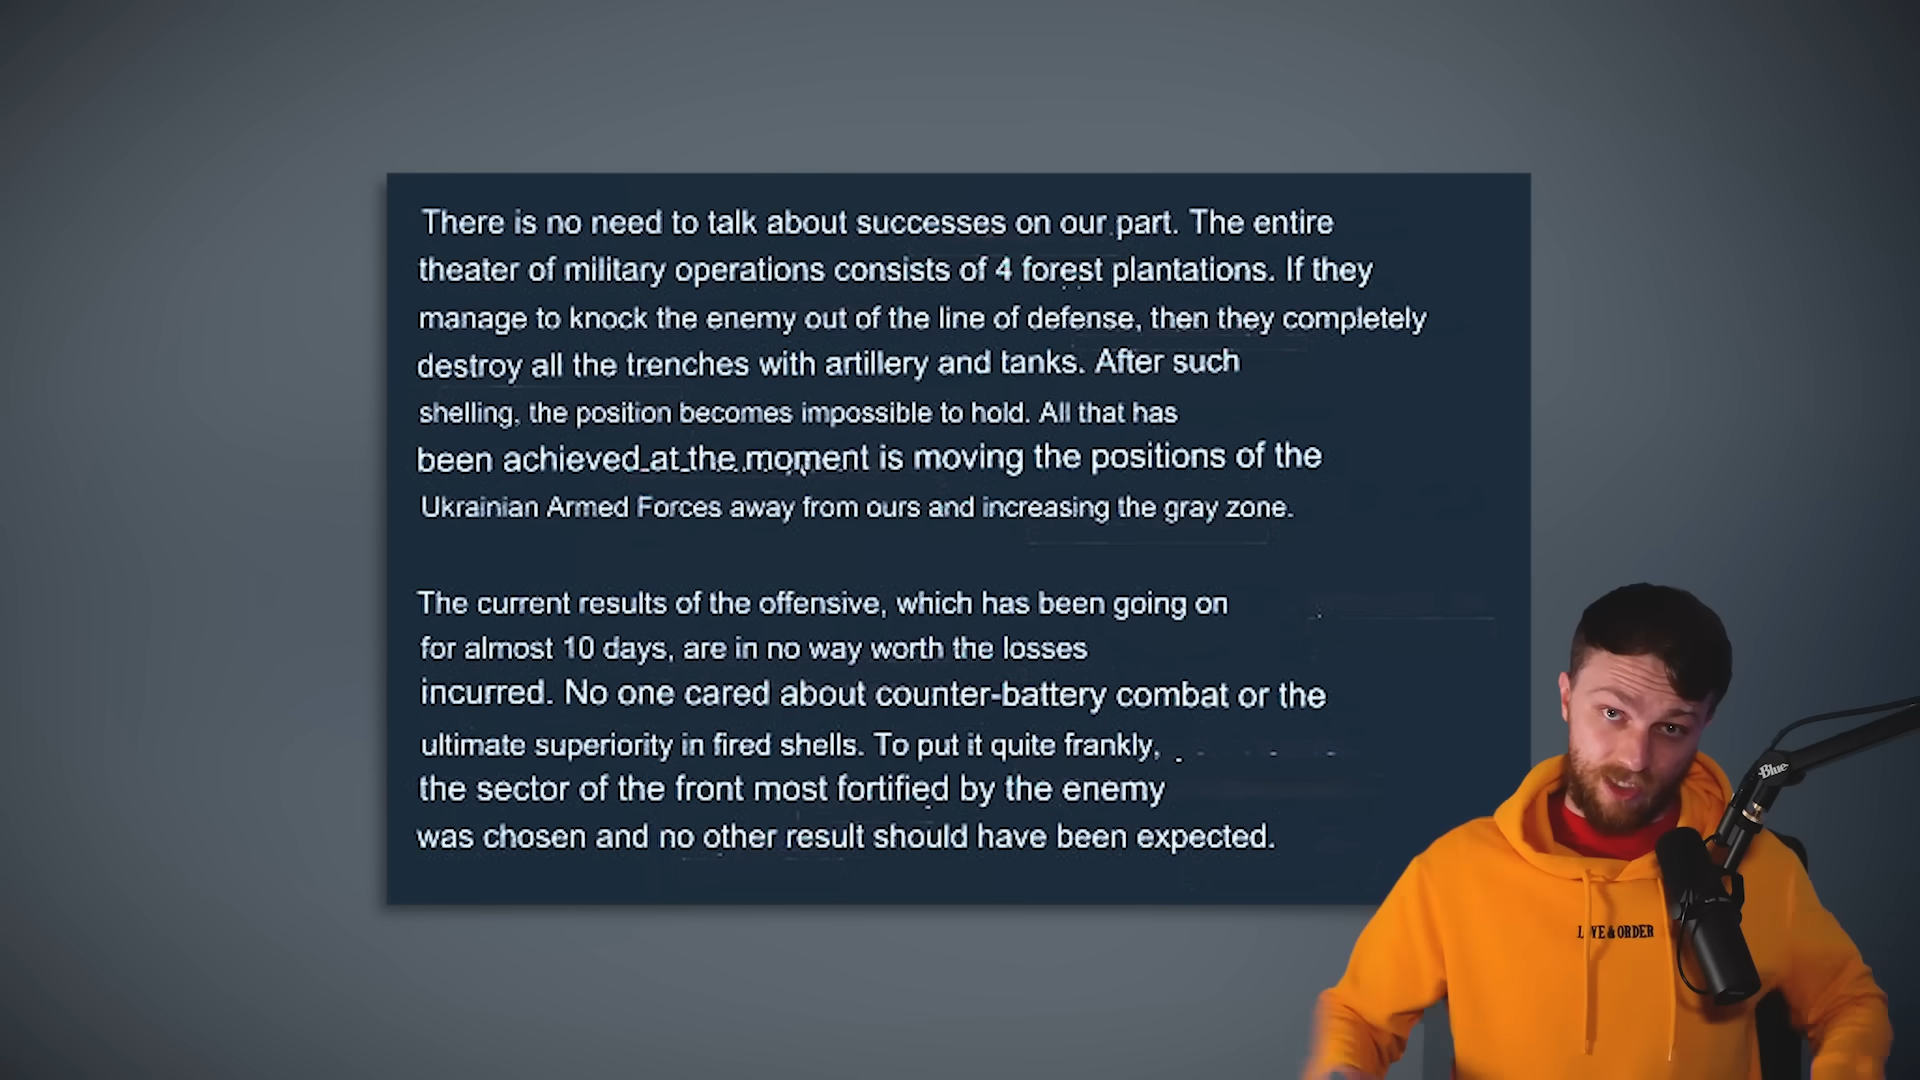 There is no need to talk about successes on our part. The entire
theater of military operations consists of 4 forest plantations. If they
manage to knock the enemy out of the line of defense, then they completely
destroy all the trenches with artillery and tanks. After such
shelling, the position becomes impossible to hold. All that has
been achieved at the moment is moving the positions of the
Ukrainian Armed Forces away from ours and increasing the gray zone.
The current results of the offensive, which has been going on
for almost 10 days, are in no way worth the losses
incurred. No one cared about counter-battery combat or the
ultimate superiority in fired shells. To put it quite frankly,
the sector of the front most fortified by the enemy
was chosen and no other result should have been expected.
Blue
& ORDER